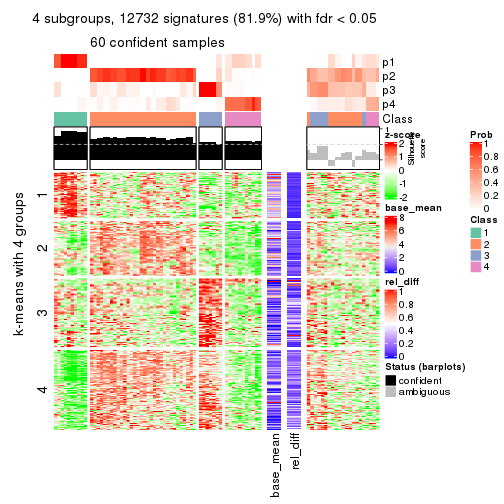 4 subgroups, 12732 signatures (81.9%) with fdr < 0.05
60 confident samples
p1
p2
p3
p4
Class
z-score
2
1
0
-1
-2
Silhouette
score
1
0
base_mean
8
6
4
2
0
rel_diff
1
0.8
0.6
0.4
0.2
0
Status (barplots)
confident
ambiguous
Prob
1
0.8
0.6
0.4
0.2
0
Class
1
2
3
4
k-means with 4 groups
1
2
3
4
base_mean
rel_diff